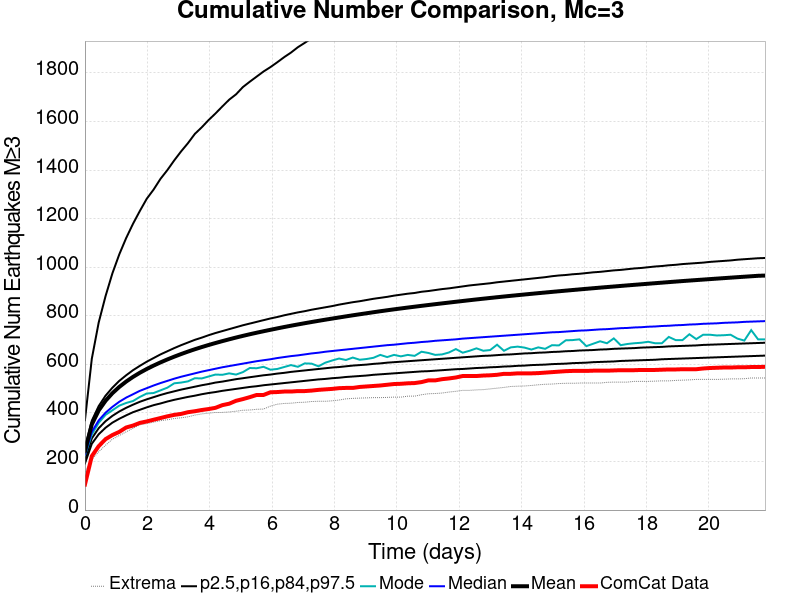 Cumulative Number Comparison, Mc=3
Cumulative Num Earthquakes M≥3
1800
1600
1400
1200
1000
800
600
400
200
0
0 2 4 6 8 10 12 14 16 18 20
Time (days)
Extrema p2.5,p16,p84,p97.5 Mode Median Mean ComCat Data